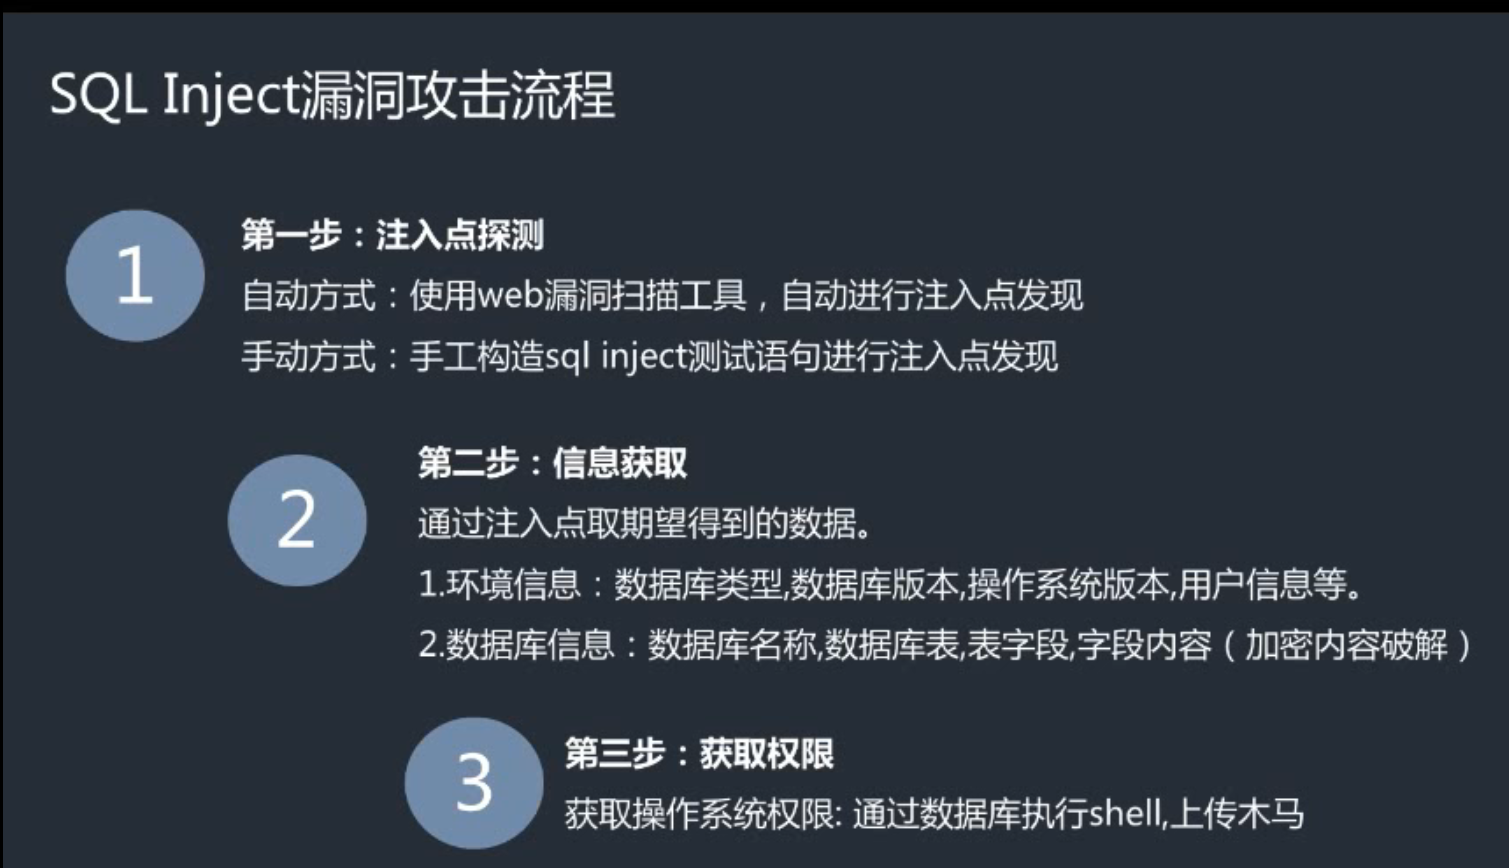 SQL Inject漏洞攻击流程
1
第一步：注入点探测
自动方式：使用web漏洞扫描工具，自动进行注入点发现
手动方式：手工构造sql inject测试语句进行注入点发现
2
第二步：信息获取
通过注入点取期望得到的数据。
1.环境信息：数据库类型,数据库版本,操作系统版本,用户信息等。
2.数据库信息：数据库名称,数据库表,表字段,字段内容（加密内容破解）
3
第三步：获取权限
获取操作系统权限: 通过数据库执行shell,上传木马